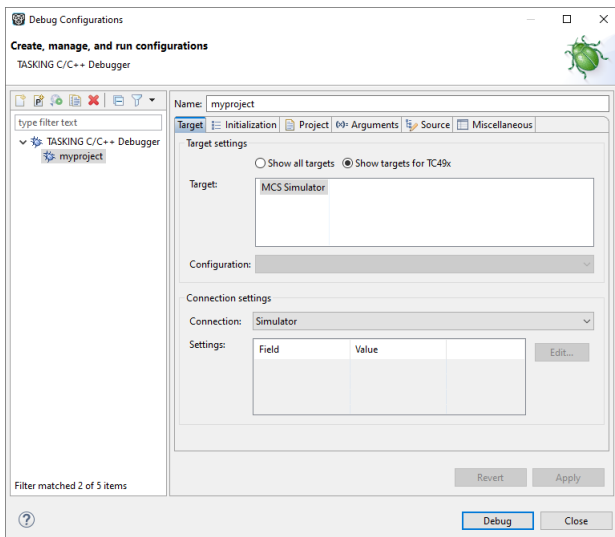 Debug Configurations
Create, manage, and run configurations
TASKING C/C++ Debugger
type filter text
TASKING C/C++ Debugger
myproject
Filter matched 2 of 5 items
Name: myproject
Target Initialization Project (x)= Arguments Source Miscellaneous
Target settings
Show all targets Show targets for TC49x
Target: MCS Simulator
Configuration:
Connection settings
Connection: Simulator
Settings: Field Value Edit...
Revert Apply
Debug Close